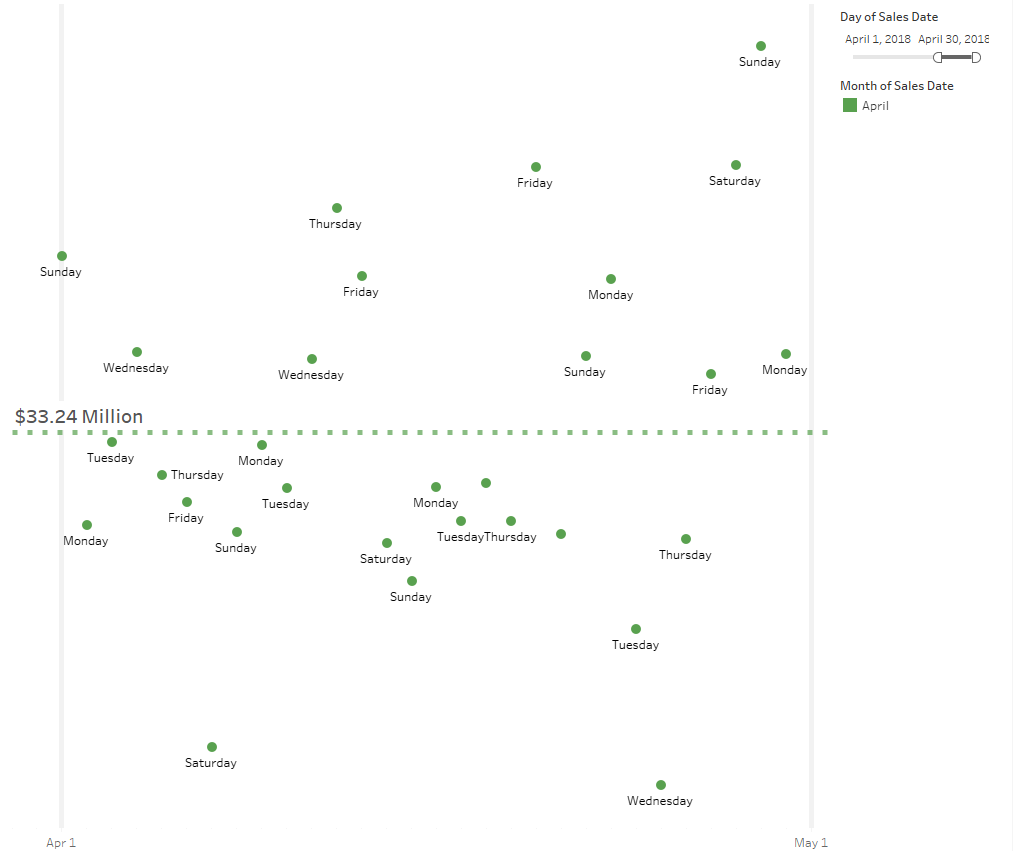 Day of Sales Date
April 1, 2018 April 30, 2018
Month of Sales Date
April
Sunday
Friday
Saturday
Thursday
Sunday
Friday
Monday
Wednesday
Wednesday
Sunday
Monday
Friday
$33.24 Million
Tuesday
Monday
Thursday
Tuesday
Monday
Friday
Tuesday
Thursday
Monday
Sunday
Saturday
Thursday
Sunday
Tuesday
Saturday
Wednesday
Apr 1
May 1